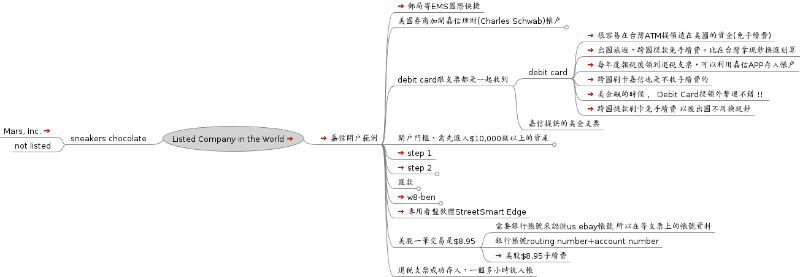 Mars, Inc.
not listed
sneakers chocolate
Listed Company in the World
嘉信開戶範例
郵局寄EMS國際快捷
美國券商加開嘉信理財(Charles Schwab)帳戶
debit card跟支票都是一起收到
debit card
很容易在台灣ATM提領遠在美國的資金(免手續費)
出國旅遊，跨國提款免手續費。比在台灣拿現鈔換匯划算
每年度報稅後領到退稅支票，可以利用嘉信APP存入帳戶
跨國刷卡嘉信也是不收手續費的
美金貶的時候， Debit Card提領外幣還不錯 !!
跨國提款刷卡免手續費 以後出國不用換現鈔
嘉信提供的美金支票
開戶門檻，需先匯入$10,000鎂以上的資產
step 1
step 2
匯款
w8-ben
專用看盤軟體StreetSmart Edge
美股一筆交易是$8.95
需要銀行帳號來認證us ebay帳號 所以在等支票上的帳號資料
銀行帳號routing number+account number
美股$8.95手續費
退稅支票成功存入，一個多小時就入帳